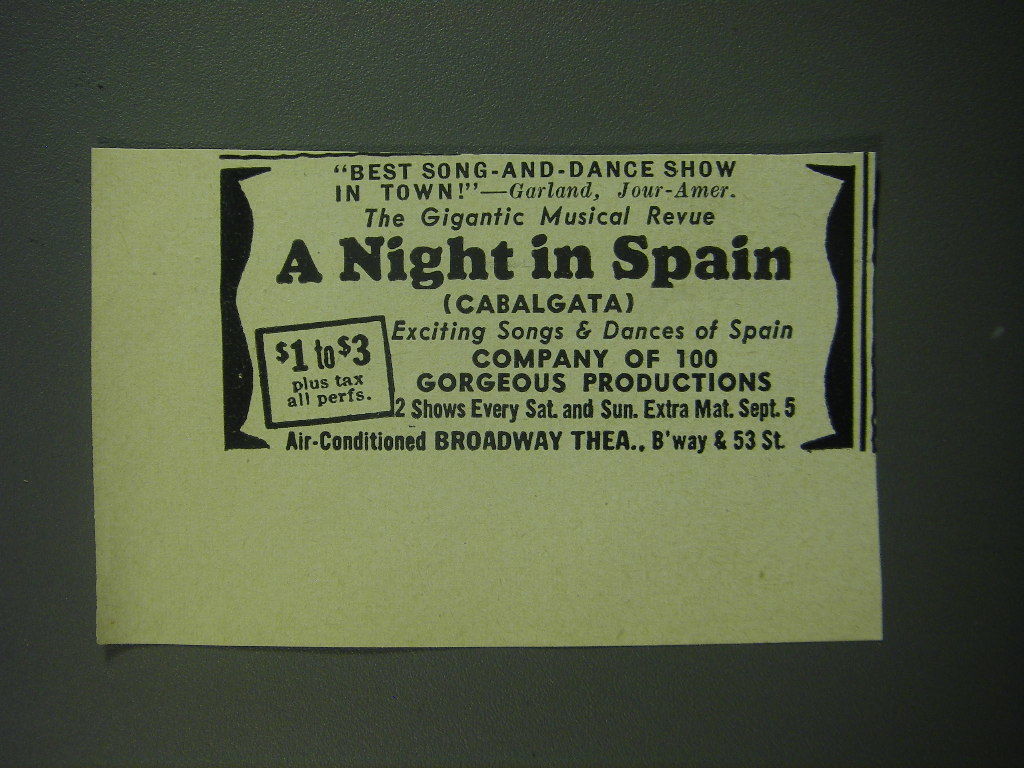 "BEST SONG-AND-DANCE SHOW
IN TOWN!"—Garland, Jour-Amer.
The Gigantic Musical Revue
A Night in Spain
(CABALGATA)
Exciting Songs & Dances of Spain
COMPANY OF 100
GORGEOUS PRODUCTIONS
$1 to $3
plus tax
all perfs.
2 Shows Every Sat. and Sun. Extra Mat. Sept. 5
Air-Conditioned BROADWAY THEA., B'way & 53 St.